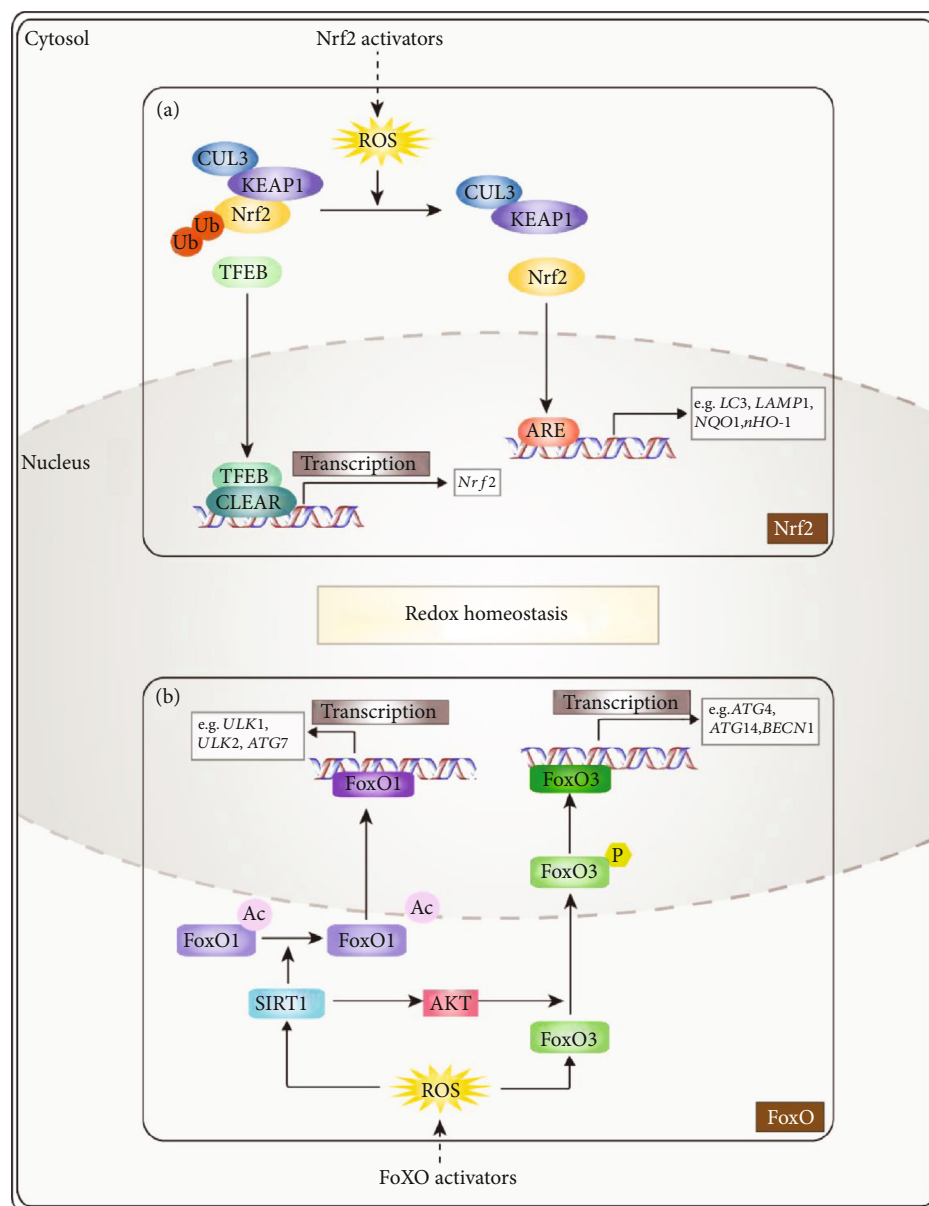 Cytosol
Nrf2 activators
(a)
ROS
CUL3
KEAP1
Nrf2
Ub
Ub
CUL3
KEAP1
TFEB
Nrf2
e.g. LC3, LAMP1,
NQO1,nHO-1
ARE
Nucleus
Transcription
TFEB
CLEAR
Nrf2
Nrf2
Redox homeostasis
(b)
Transcription
e.g. ULK1,
ULK2, ATG7
FoxO1
Transcription
e.g.ATG4,
ATG14,BECN1
FoxO3
P
FoxO3
Ac
FoxO1
Ac
FoxO1
SIRT1
AKT
FoxO3
ROS
FoxO
FoXO activators